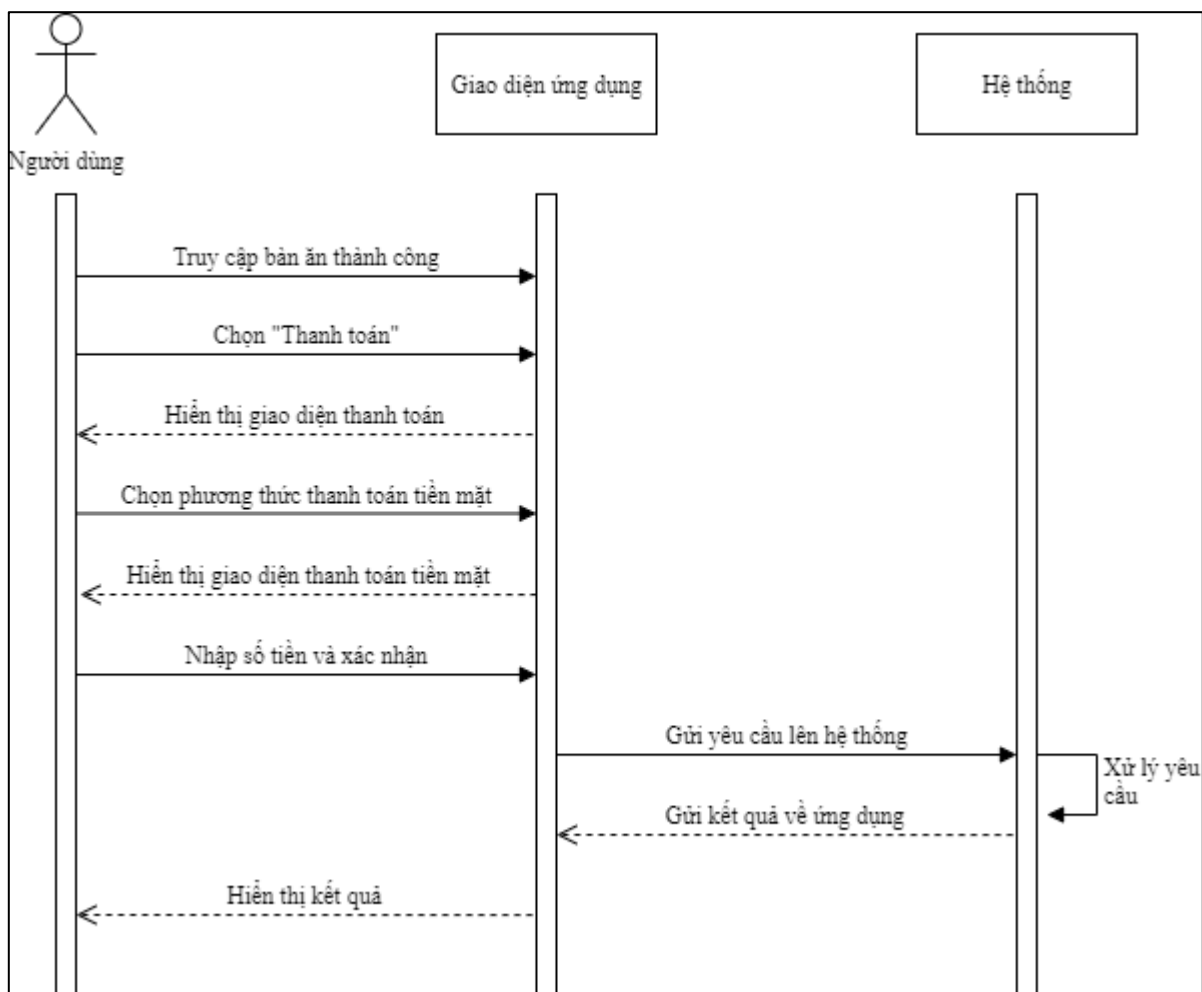 Giao diện ứng dụng
Hệ thống
Người dùng
Truy cập bàn ăn thành công
Chọn "Thanh toán"
Hiển thị giao diện thanh toán
Chọn phương thức thanh toán tiền mặt
Hiển thị giao diện thanh toán tiền mặt
Nhập số tiền và xác nhận
Gửi yêu cầu lên hệ thống
Xử lý yêu
cầu
Gửi kết quả về ứng dụng
Hiển thị kết quả